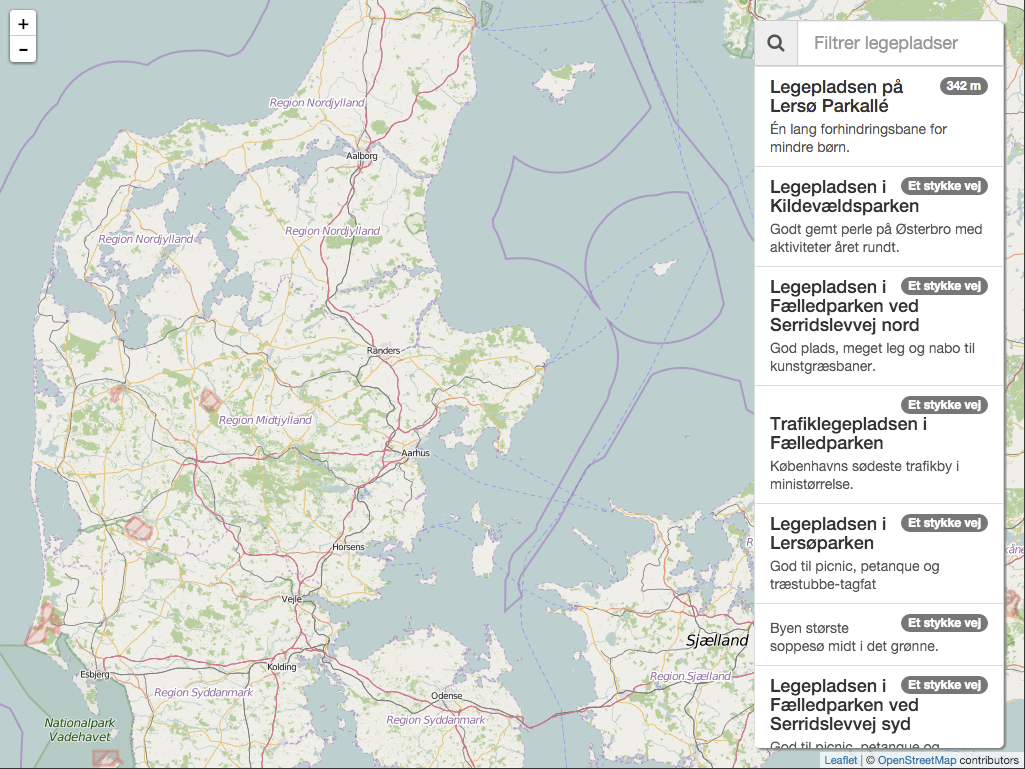 +
-
Region Nordjylland
Aalborg
Region Nordjylland
Region Nordjylland
Randers
Region Midtjylland
Aarhus
Horsens
Vejle
Sjælland
Kolding
Esbjerg
Region Sjælland
Region Syddanmark
Odense
Region Syddanmark
Nationalpark
Vadehavet
Filtrer legepladser
Legepladsen på
342 m
Lersø Parkallé
Én lang forhindringsbane for
mindre børn.
Legepladsen i
Et stykke vej
Kildevældsparken
Godt gemt perle på Østerbro med
aktiviteter året rundt.
Legepladsen i
Et stykke vej
Fælledparken ved
Serridslevvej nord
God plads, meget leg og nabo til
kunstgræsbaner.
Et stykke vej
Trafiklegepladsen i
Fælledparken
Københavns sødeste trafikby i
ministørrelse.
Legepladsen i
Et stykke vej
Lersøparken
God til picnic, petanque og
træstubbe-tagfat
Byen største
Et stykke vej
soppesø midt i det grønne.
Legepladsen i
Et stykke vej
Fælledparken ved
Serridslevvej syd
God til picnic, petanque og
Leaflet | © OpenStreetMap contributors